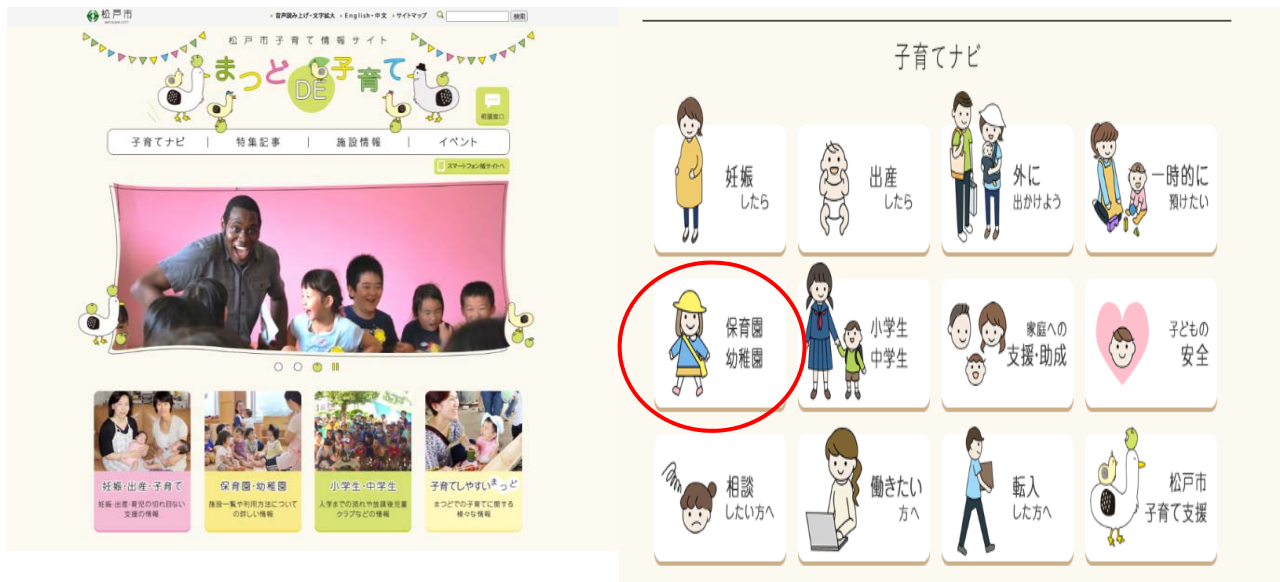 松戸市
MATSUDO CITY
音声読み上げ・文字拡大 English・中文 サイトマップ 検索
松戸市子育て情報サイト
まつどDE子育て
相談窓口
子育てナビ | 特集記事 | 施設情報 | イベント
スマートフォン版サイトへ
妊娠・出産・子育て
妊娠・出産・育児の切れ目ない
支援の情報
保育園・幼稚園
施設一覧や利用方法について
の詳しい情報
小学生・中学生
入学までの流れや放課後児童
クラブなどの情報
子育てしやすいまつど
まつどでの子育てに関する
様々な情報
子育てナビ
妊娠
したら
出産
したら
外に
出かけよう
一時的に
預けたい
保育園
幼稚園
小学生
中学生
家庭への
支援・助成
子どもの
安全
相談
したい方へ
働きたい
方へ
転入
した方へ
松戸市
子育て支援